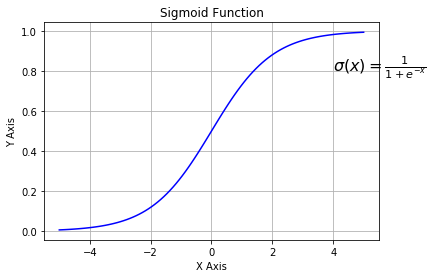 Sigmoid Function
1.0
σ(x) = \frac{1}{1+e^{-x}}
0.8
0.6
Y Axis
0.4
0.2
0.0
−4 −2 0 2 4
X Axis